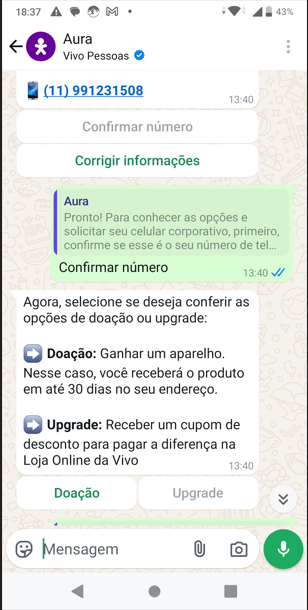 18:37
43%
Aura
Vivo Pessoas
(11) 991231508
13:40
Confirmar número
Corrigir informações
Aura
Pronto! Para conhecer as opções e
solicitar seu celular corporativo, primeiro,
confirme se esse é o seu número de tel...
Confirmar número
13:40
Agora, selecione se deseja conferir as
opções de doação ou upgrade:
Doação: Ganhar um aparelho.
Nesse caso, você receberá o produto
em até 30 dias no seu endereço.
Upgrade: Receber um cupom de
desconto para pagar a diferença na
Loja Online da Vivo
13:40
Doação
Upgrade
Mensagem